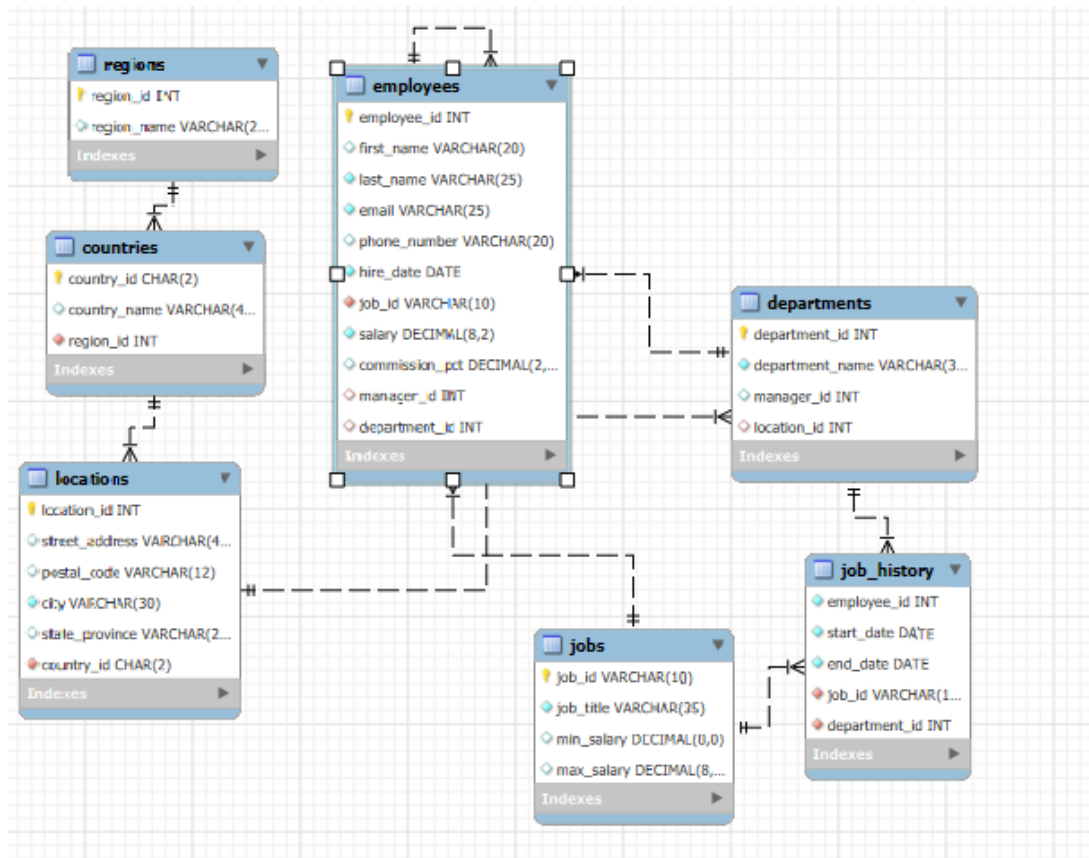 regions
region_id INT
region_name VARCHAR(2...
Indexes
countries
country_id CHAR(2)
country_name VARCHAR(4...
region_id INT
Indexes
locations
location_id INT
street_address VARCHAR(4...
postal_code VARCHAR(12)
city VARCHAR(30)
state_province VARCHAR(2...
country_id CHAR(2)
Indexes
employees
employee_id INT
first_name VARCHAR(20)
last_name VARCHAR(25)
email VARCHAR(25)
phone_number VARCHAR(20)
hire_date DATE
job_id VARCHAR(10)
salary DECIMAL(8,2)
commission_pct DECIMAL(2,...
manager_id INT
department_id INT
Indexes
departments
department_id INT
department_name VARCHAR(3...
manager_id INT
location_id INT
Indexes
jobs
job_id VARCHAR(10)
job_title VARCHAR(35)
min_salary DECIMAL(8,0)
max_salary DECIMAL(8,...
Indexes
job_history
employee_id INT
start_date DATE
end_date DATE
job_id VARCHAR(1...
department_id INT
Indexes